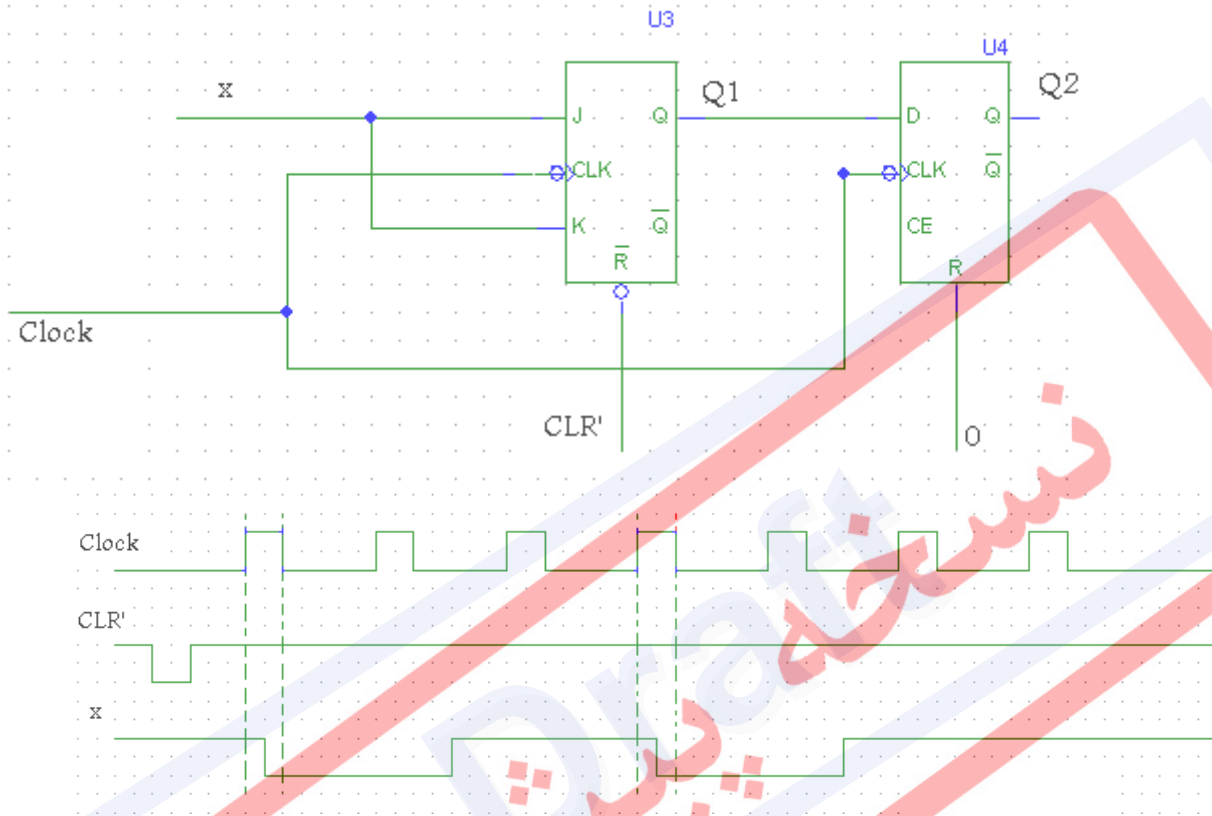 U3
U4
x
Q1
Q2
J Q
D Q
CLK
CLK Q
K Q
CE
R
R
Clock
CLR'
0
Clock
CLR'
x
Draft
نسخه پیش